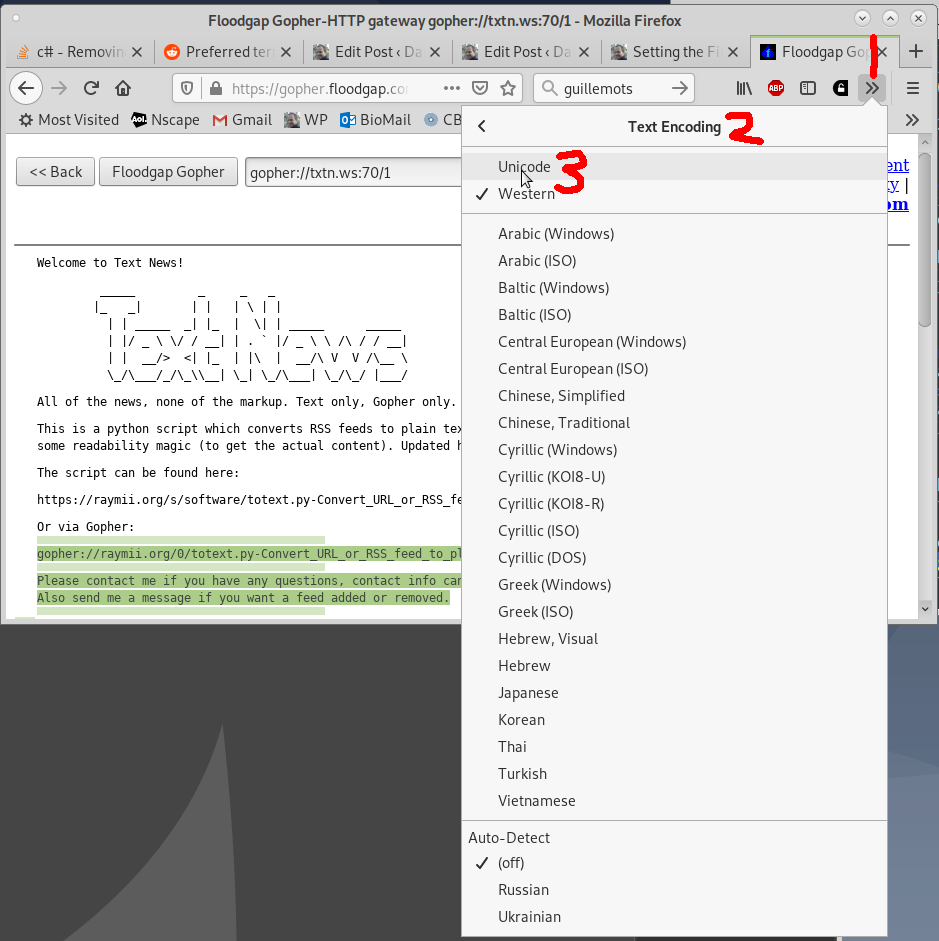 Floodgap Gopher-HTTP gateway gopher://txtn.ws:70/1 - Mozilla Firefox
c# - Removin
Preferred ter
Edit Post ‹ Da
Edit Post ‹ Da
Setting the Fi
Floodgap Go
1
https://gopher.floodgap.co
guillemots
ABP
Most Visited
AOL.
Nscape
Gmail
WP
BioMail
CB
Text Encoding 2
<< Back
Floodgap Gopher
gopher://txtn.ws:70/1
ent
y |
om
Unicode 3
✓ Western
Arabic (Windows)
Arabic (ISO)
Baltic (Windows)
Baltic (ISO)
Central European (Windows)
Central European (ISO)
Chinese, Simplified
Chinese, Traditional
Cyrillic (Windows)
Cyrillic (KOI8-U)
Cyrillic (KOI8-R)
Cyrillic (ISO)
Cyrillic (DOS)
Greek (Windows)
Greek (ISO)
Hebrew, Visual
Hebrew
Japanese
Korean
Thai
Turkish
Vietnamese
Auto-Detect
✓ (off)
Russian
Ukrainian
Welcome to Text News!
Text News
All of the news, none of the markup. Text only, Gopher only.
This is a python script which converts RSS feeds to plain tex
some readability magic (to get the actual content). Updated h
The script can be found here:
https://raymii.org/s/software/totext.py-Convert_URL_or_RSS_fe
Or via Gopher:
gopher://raymii.org/0/totext.py-Convert_URL_or_RSS_feed_to_pl
Please contact me if you have any questions, contact info can
Also send me a message if you want a feed added or removed.